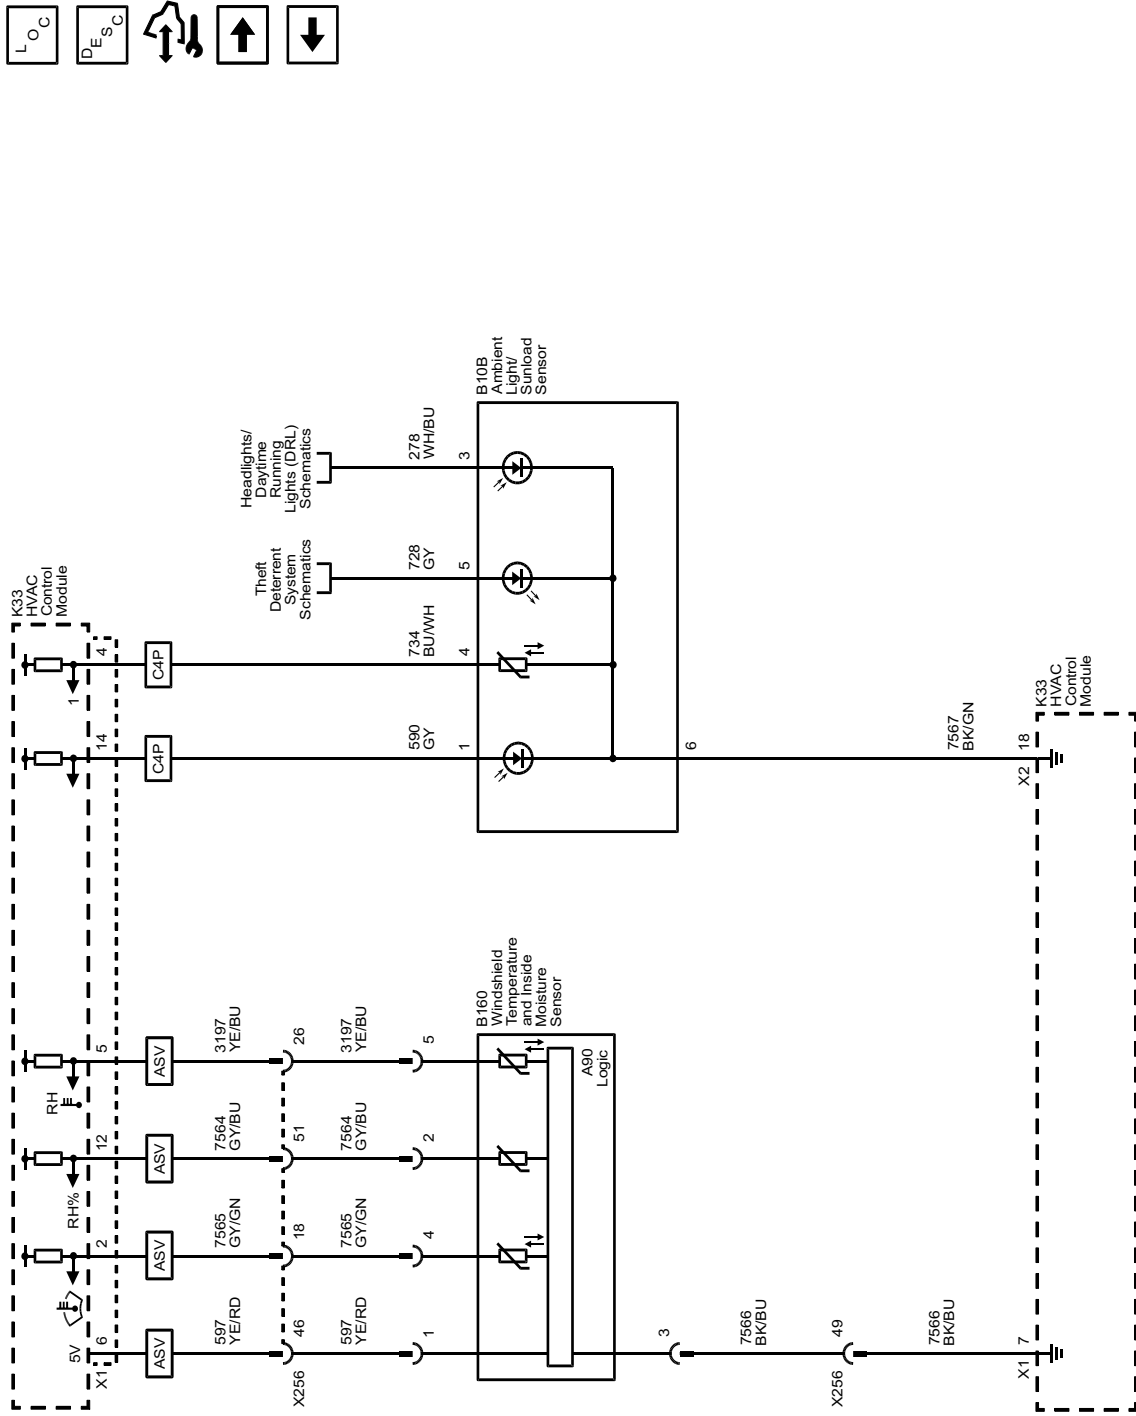 LOC
DESC
K33
HVAC
Control
Module
X1
6
5V
2
12
RH%
5
RH
14
4
1
ASV
ASV
ASV
ASV
C4P
C4P
597
YE/RD
7565
GY/GN
7564
GY/BU
3197
YE/BU
X256
46
18
51
26
597
YE/RD
7565
GY/GN
7564
GY/BU
3197
YE/BU
1
4
2
5
B160
Windshield
Temperature
and Inside
Moisture
Sensor
A90
Logic
3
7566
BK/BU
X256
49
7566
BK/BU
X1
7
Theft
Deterrent
System
Schematics
Headlights/
Daytime
Running
Lights (DRL)
Schematics
590
GY
734
BU/WH
728
GY
278
WH/BU
1
4
5
3
B10B
Ambient
Light/
Sunload
Sensor
6
7567
BK/GN
X2
18
K33
HVAC
Control
Module